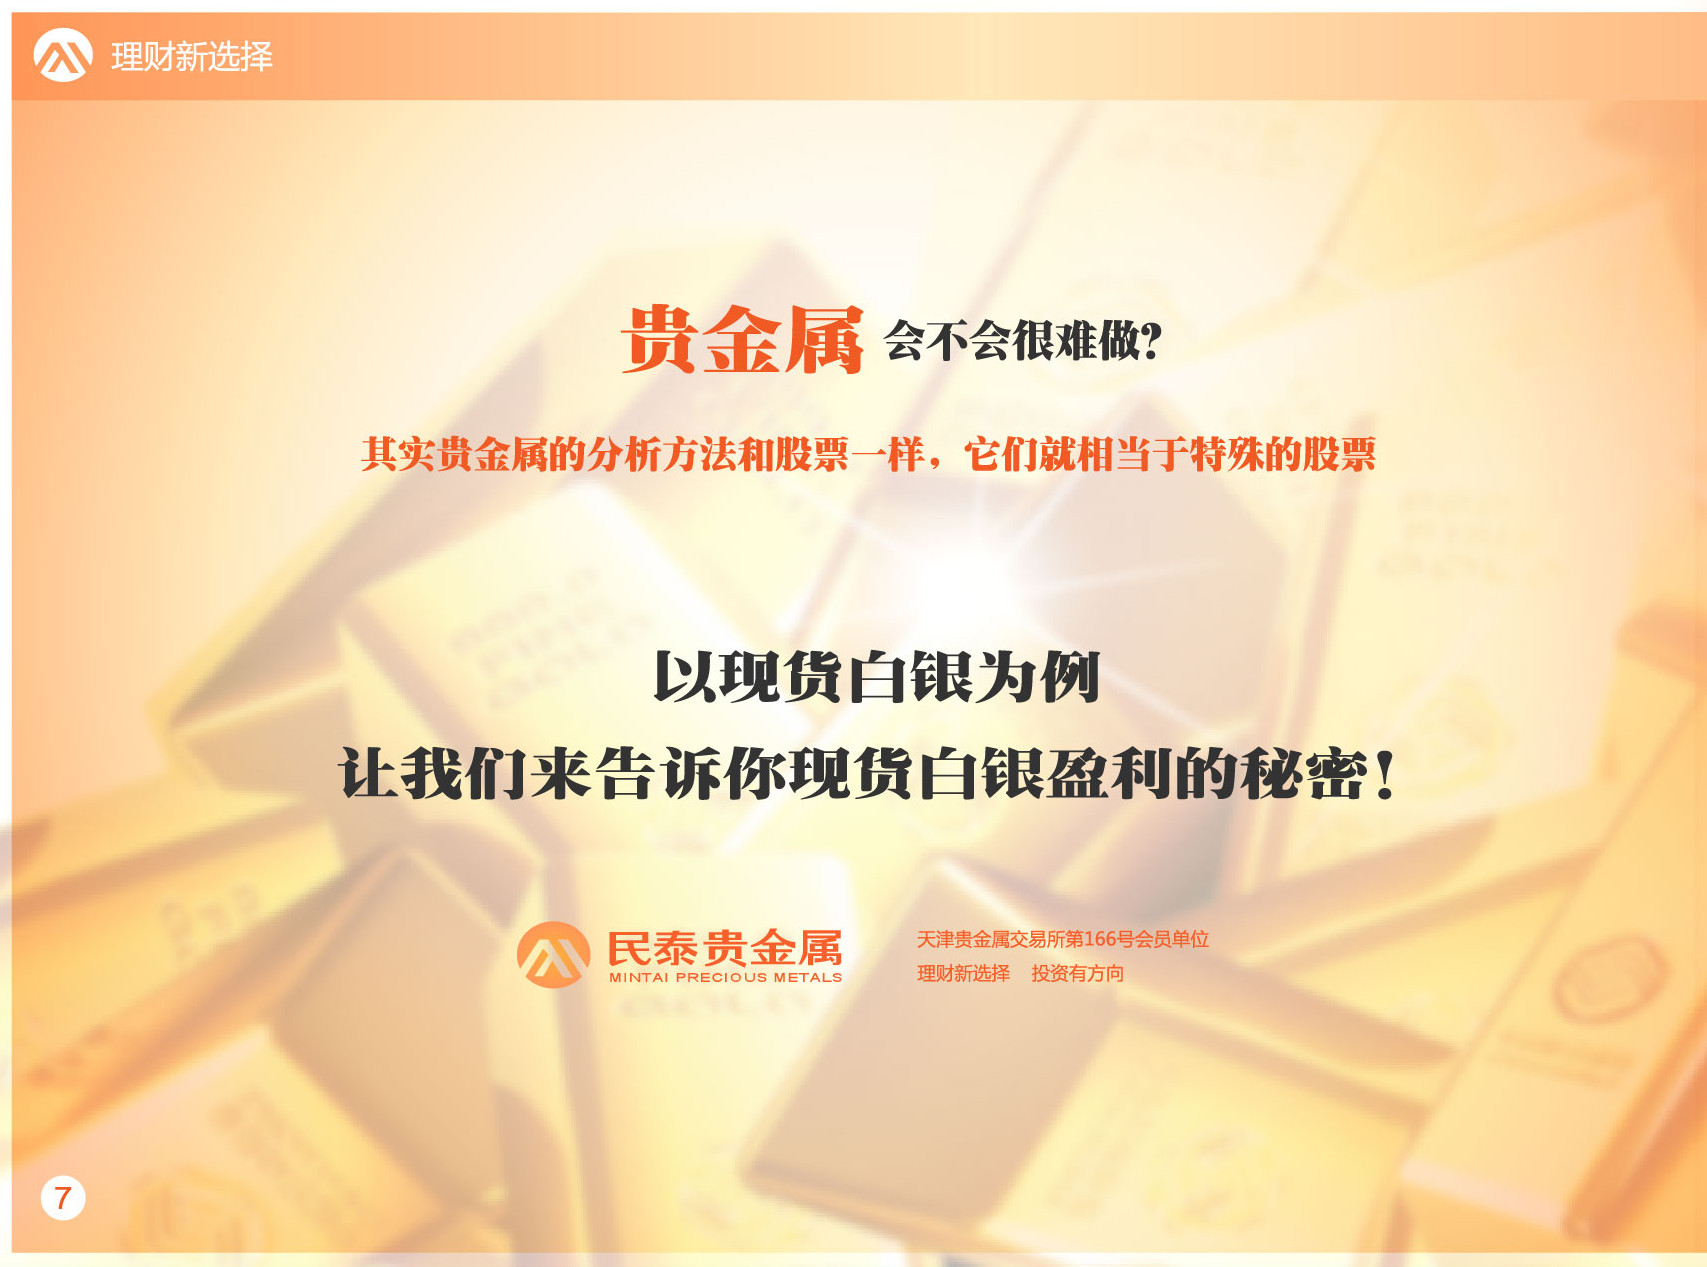 理财新选择
贵金属 会不会很难做?
其实贵金属的分析方法和股票一样，它们就相当于特殊的股票
以现货白银为例
让我们来告诉你现货白银盈利的秘密！
民泰贵金属
MINTAI PRECIOUS METALS
天津贵金属交易所第166号会员单位
理财新选择 投资有方向
7